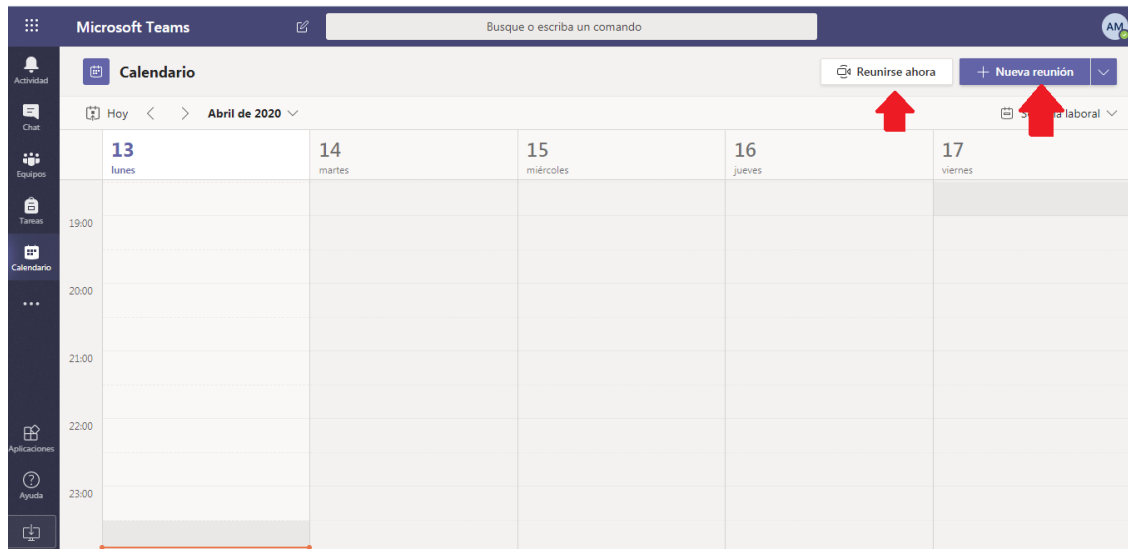 Microsoft Teams
Busque o escriba un comando
AM
Actividad
Calendario
Reunirse ahora
Nueva reunión
Chat
Hoy
Abril de 2020
laboral
Equipos
13
lunes
14
martes
15
miércoles
16
jueves
17
viernes
Tareas
19:00
Calendario
20:00
21:00
22:00
Aplicaciones
Ayuda
23:00